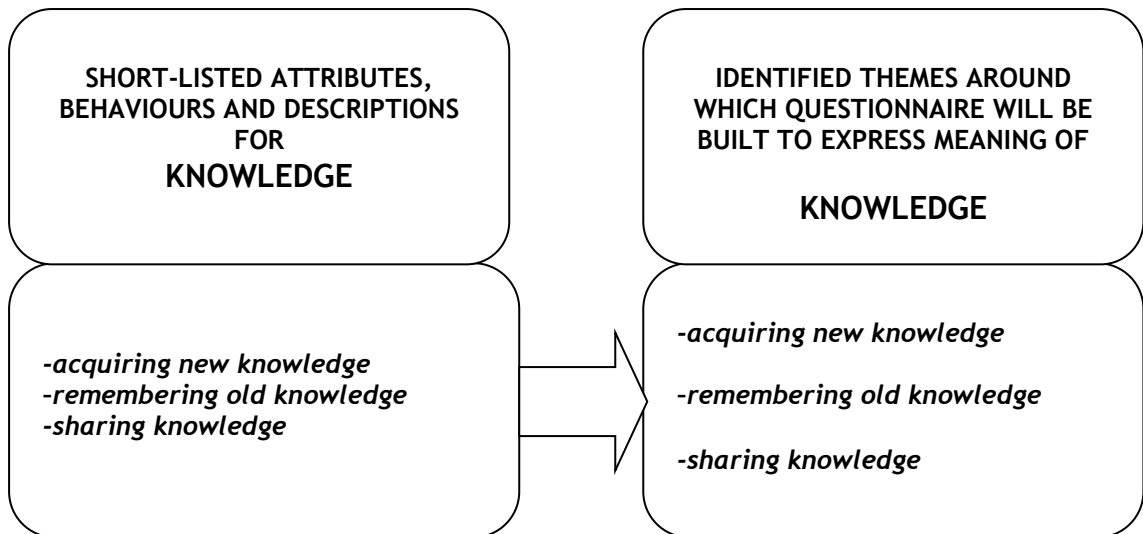 SHORT-LISTED ATTRIBUTES,
BEHAVIOURS AND DESCRIPTIONS
FOR
KNOWLEDGE
IDENTIFIED THEMES AROUND
WHICH QUESTIONNAIRE WILL BE
BUILT TO EXPRESS MEANING OF
KNOWLEDGE
-acquiring new knowledge
-remembering old knowledge
-sharing knowledge
-acquiring new knowledge
-remembering old knowledge
-sharing knowledge